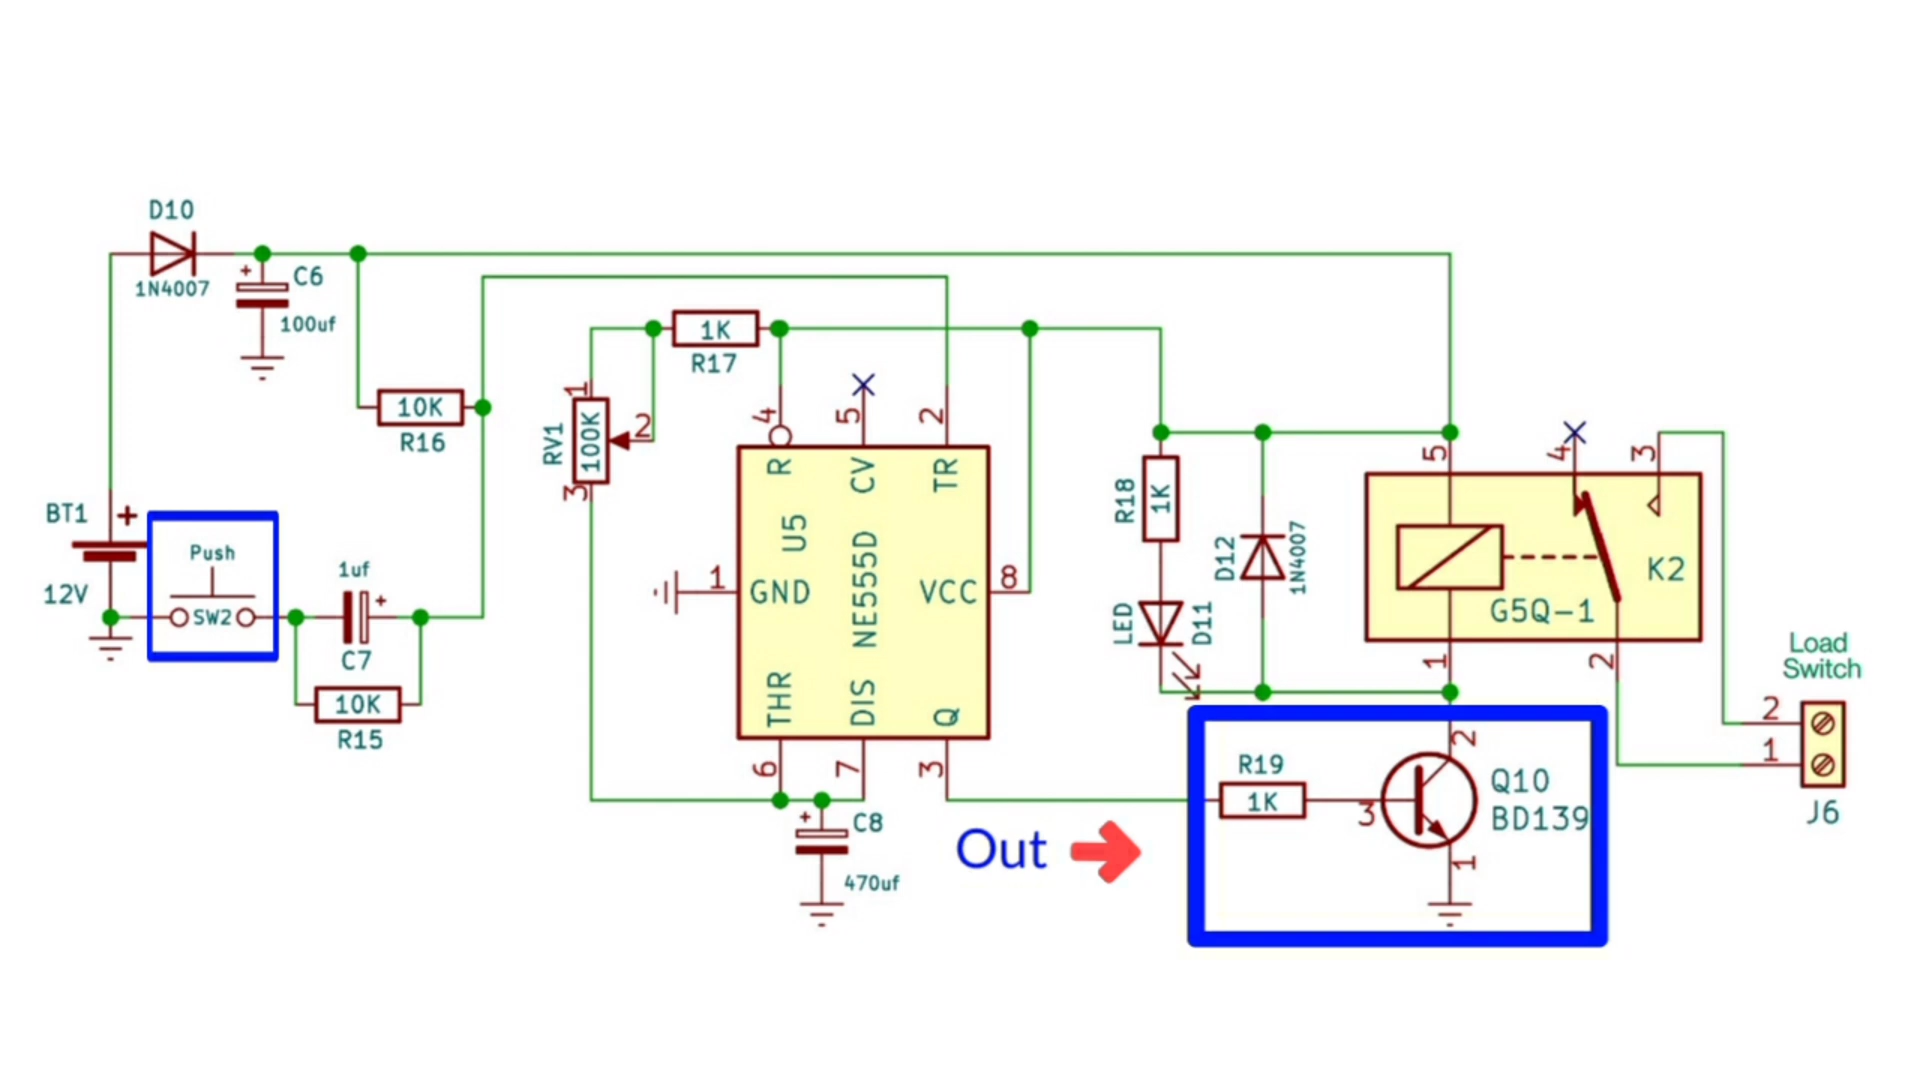 D10
1N4007
+
C6
100uf
10K
R16
BT1
+
12V
Push
SW2
1uf
+
C7
10K
R15
1K
R17
1
RV1
100K
2
3
4
5
2
R
CV
TR
U5
NE555D
1
GND
VCC
8
THR
DIS
Q
6
7
3
+
C8
470uf
R18
1K
D12
1N4007
LED
D11
5
4
3
K2
G5Q-1
1
2
Load
Switch
2
1
J6
Out
R19
1K
3
2
Q10
BD139
1